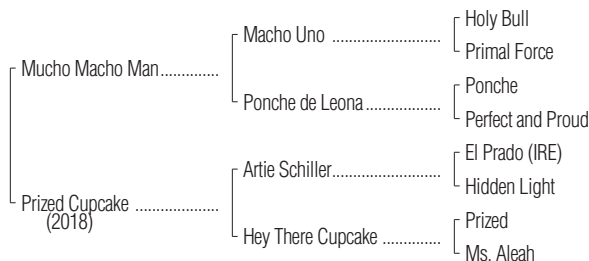 Holy Bull
Macho Uno ..........................
Primal Force
Mucho Macho Man..............
Ponche
Ponche de Leona..................
Perfect and Proud
El Prado (IRE)
Artie Schiller..........................
Hidden Light
Prized Cupcake ....................
(2018)
Prized
Hey There Cupcake ..............
Ms. Aleah